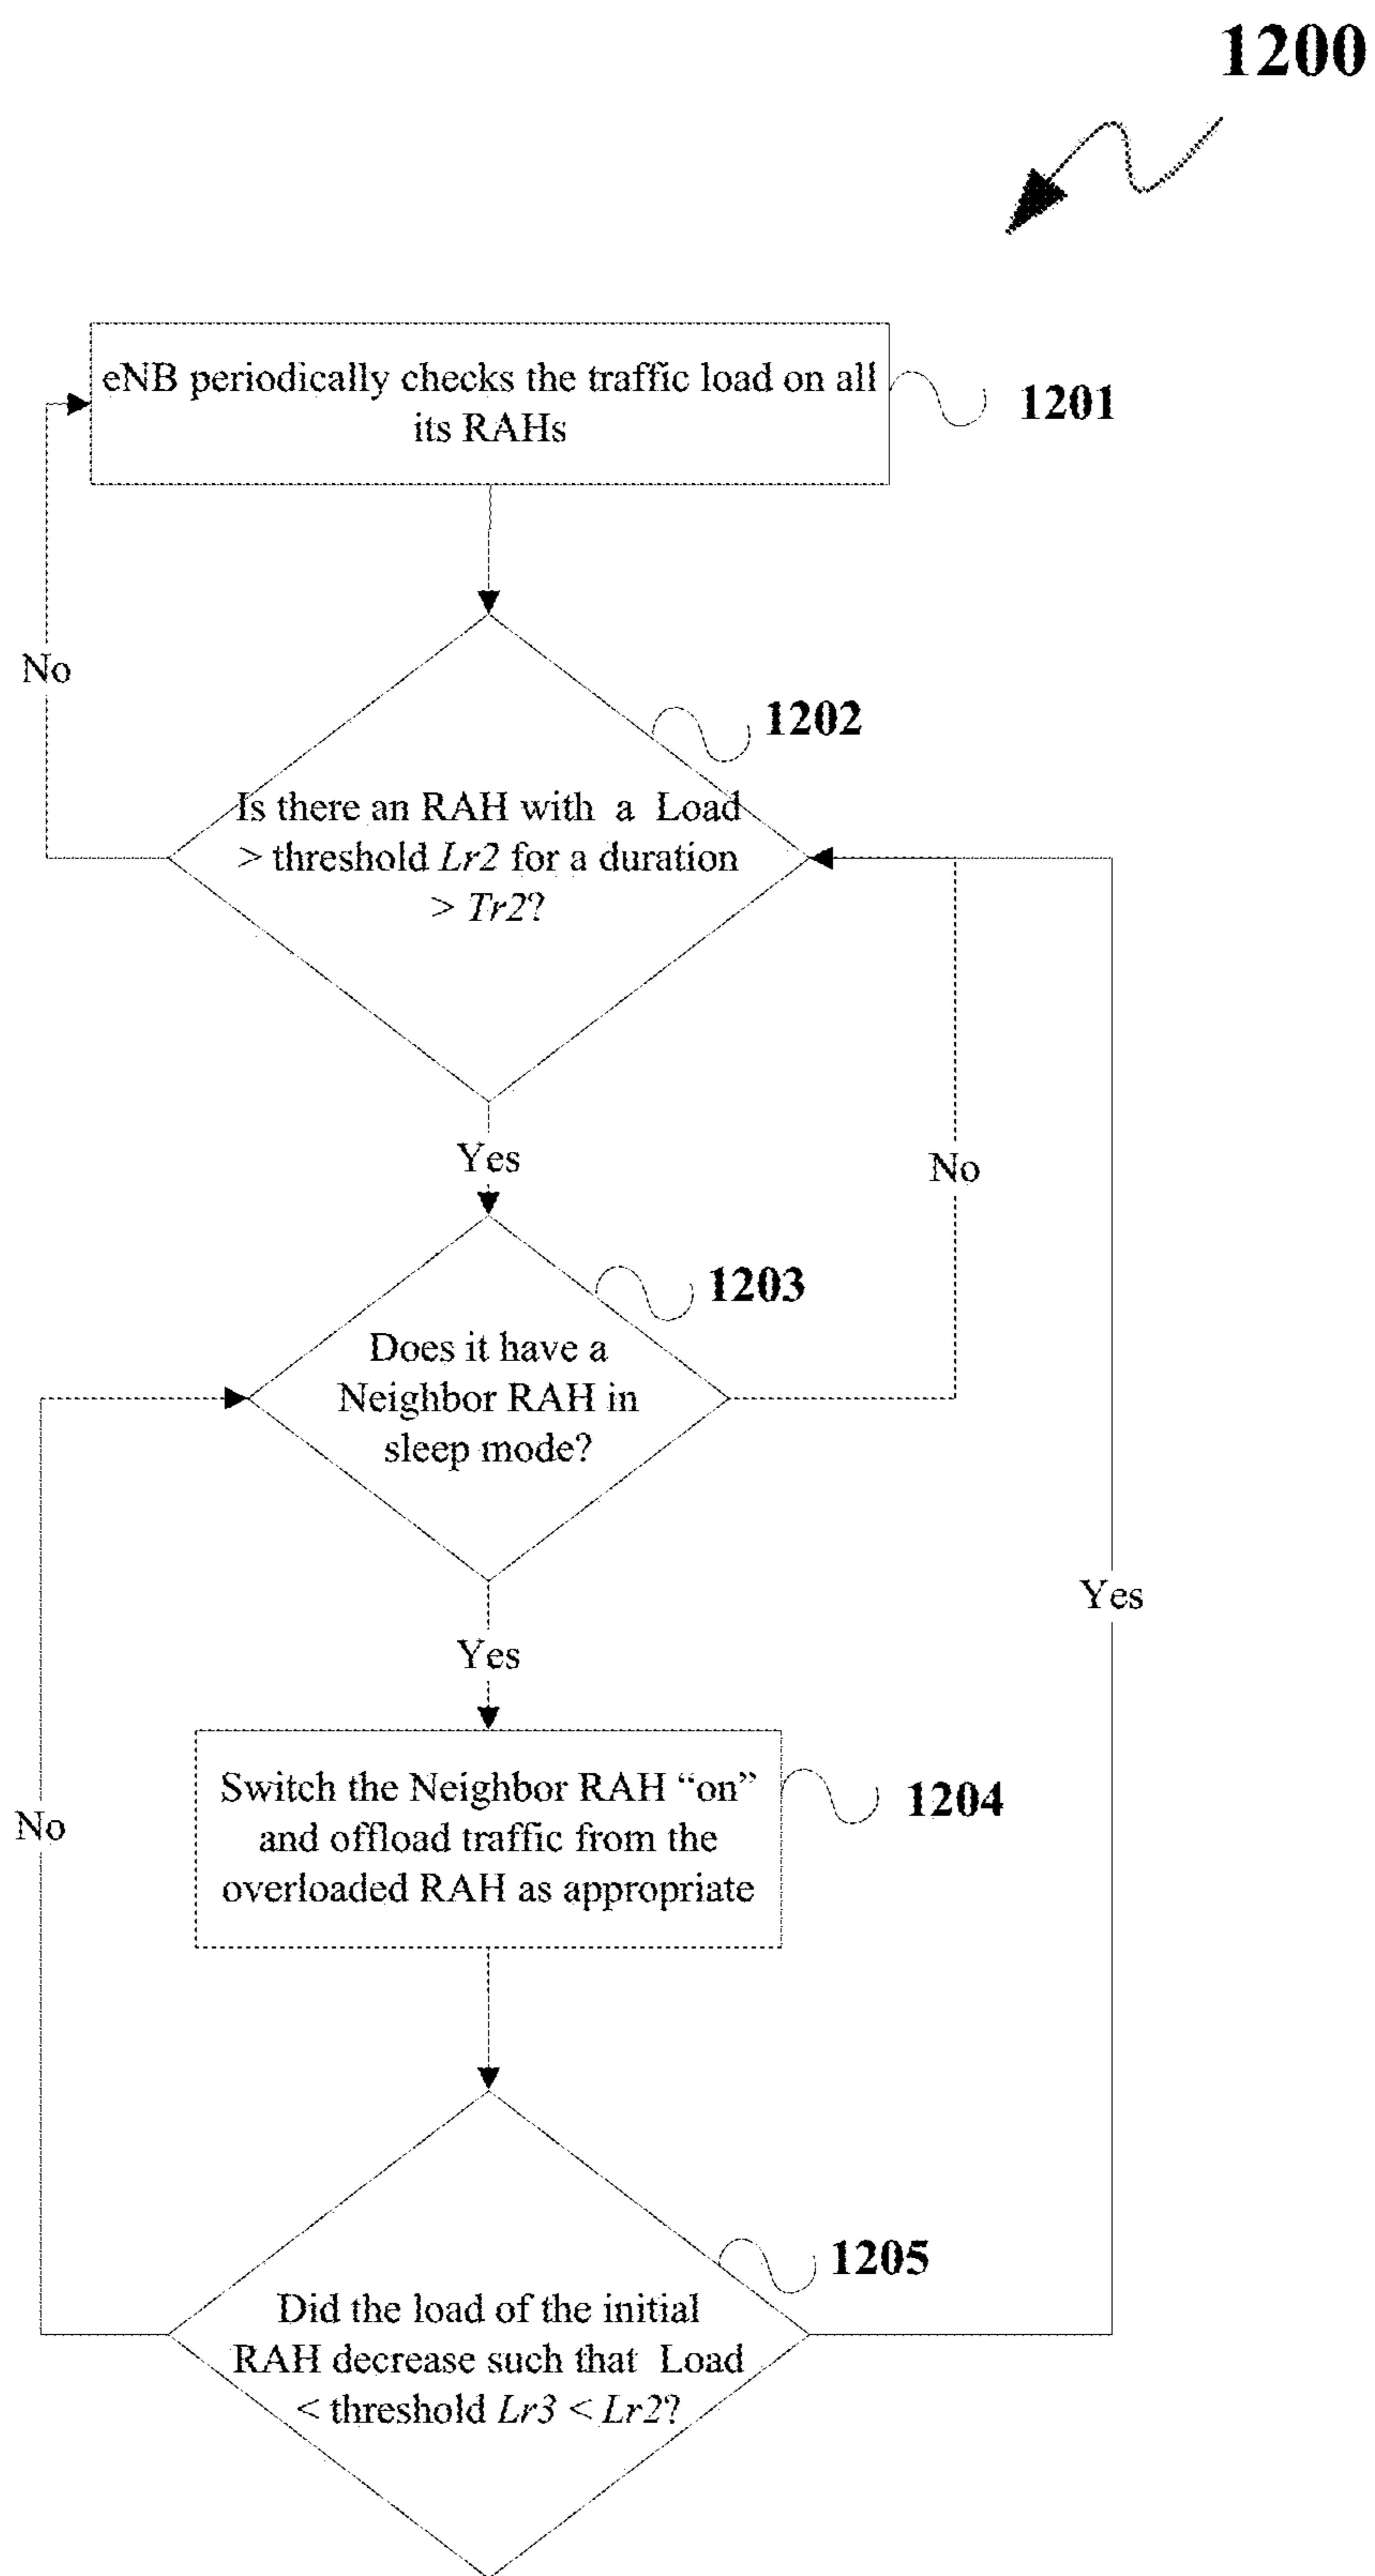 1200
eNB periodically checks the traffic load on all
its RAHs
1201
No
1202
Is there an RAH with a Load
> threshold Lr2 for a duration
> Tr2?
Yes
No
1203
Does it have a
Neighbor RAH in
sleep mode?
Yes
Yes
Switch the Neighbor RAH “on”
and offload traffic from the
overloaded RAH as appropriate
1204
No
1205
Did the load of the initial
RAH decrease such that Load
< threshold Lr3 < Lr2?